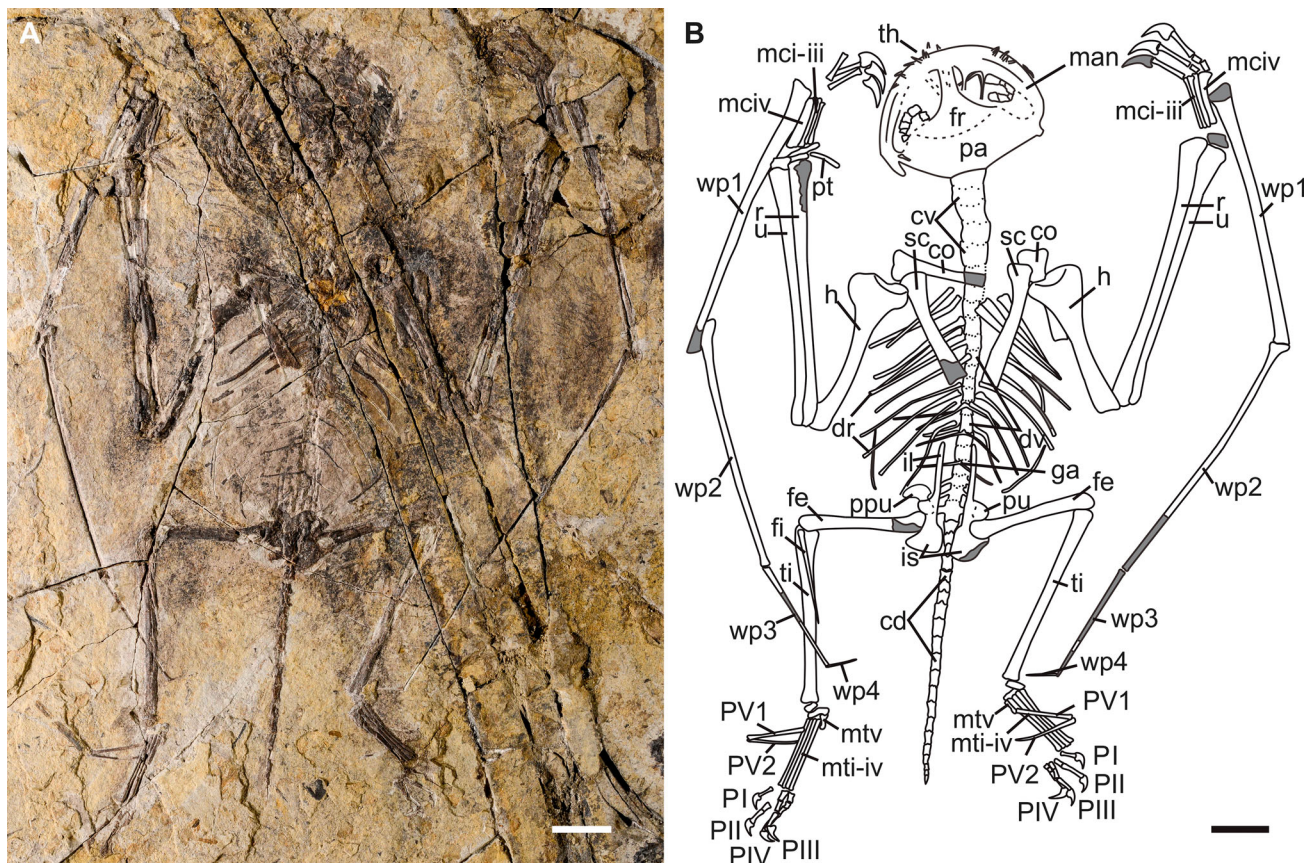 A
B
th
mci-iii
man
mciv
mciv
mci-iii
fr
pa
pt
wp1
wp1
r
u
cv
sc
co
sc
co
r
u
h
h
dr
dv
il
ga
wp2
wp2
ppu
pu
fe
fe
fi
is
ti
ti
cd
wp3
wp3
wp4
wp4
PV1
mtv
PV2
mti-iv
mtv
mti-iv
PV1
PV2
PI
PII
PIII
PIV
PI
PII
PIV
PIII